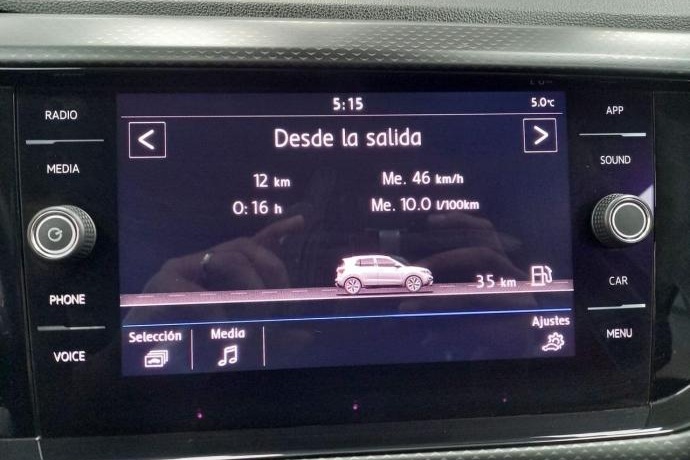 5:15 5.0°C
RADIO
MEDIA
PHONE
VOICE
< Desde la salida >
12 km Me. 46 km/h
0:16 h Me. 10.0 l/100km
35 km
Selección Media Ajustes
APP
SOUND
CAR
MENU